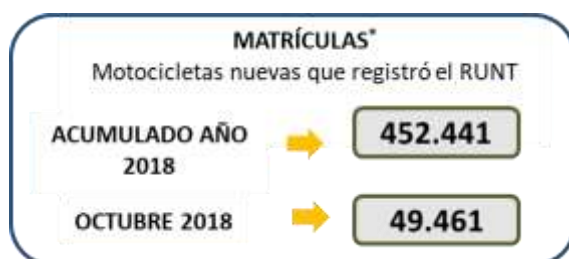 MATRÍCULAS*
Motocicletas nuevas que registró el RUNT
ACUMULADO AÑO
2018
452.441
OCTUBRE 2018
49.461